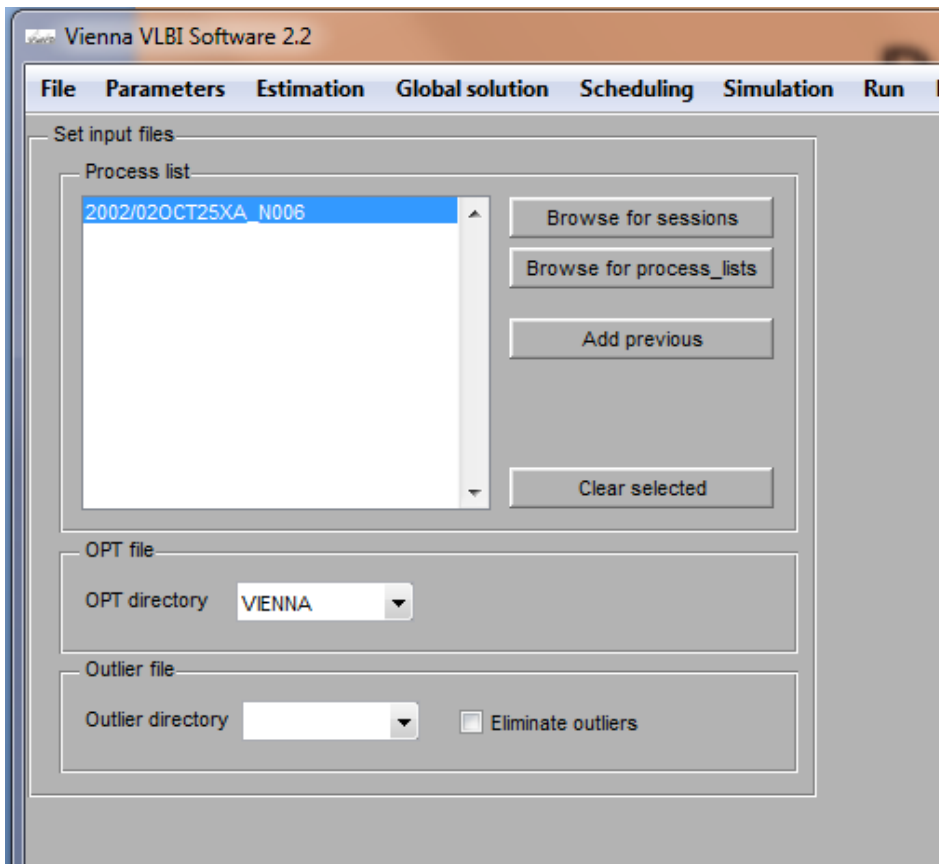 Vienna VLBI Software 2.2
File Parameters Estimation Global solution Scheduling Simulation Run
Set input files
Process list
2002/02OCT25XA_N006
Browse for sessions
Browse for process_lists
Add previous
Clear selected
OPT file
OPT directory VIENNA
Outlier file
Outlier directory Eliminate outliers